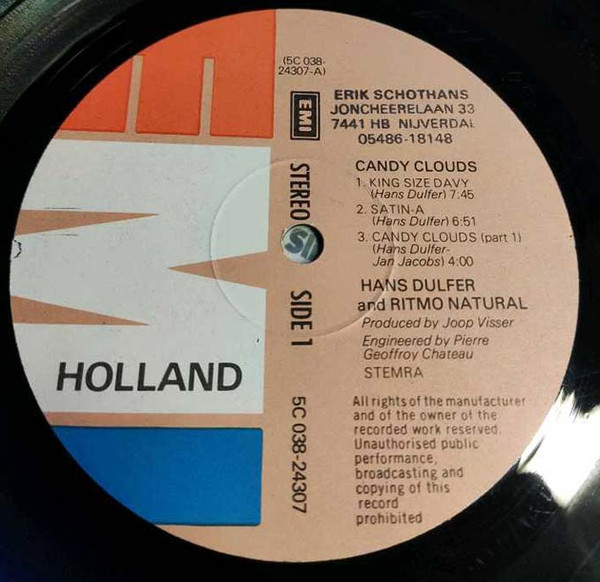 (5C 038-
24307-A)
EMI
STEREO
SIDE 1
5C 038-24307
HOLLAND
ERIK SCHOTHANS
JONCHEERELAAN 33
7441 HB NIJVERDAL
05486-18148
CANDY CLOUDS
1. KING SIZE DAVY
(Hans Dulfer) 7:45
2. SATIN-A
(Hans Dulfer) 6:51
3. CANDY CLOUDS (part 1)
(Hans Dulfer-
Jan Jacobs) 4:00
HANS DULFER
and RITMO NATURAL
Produced by Joop Visser
Engineered by Pierre
Geoffroy Chateau
STEMRA
All rights of the manufacturer
and of the owner of the
recorded work reserved.
Unauthorised public
performance,
broadcasting and
copying of this
record
prohibited